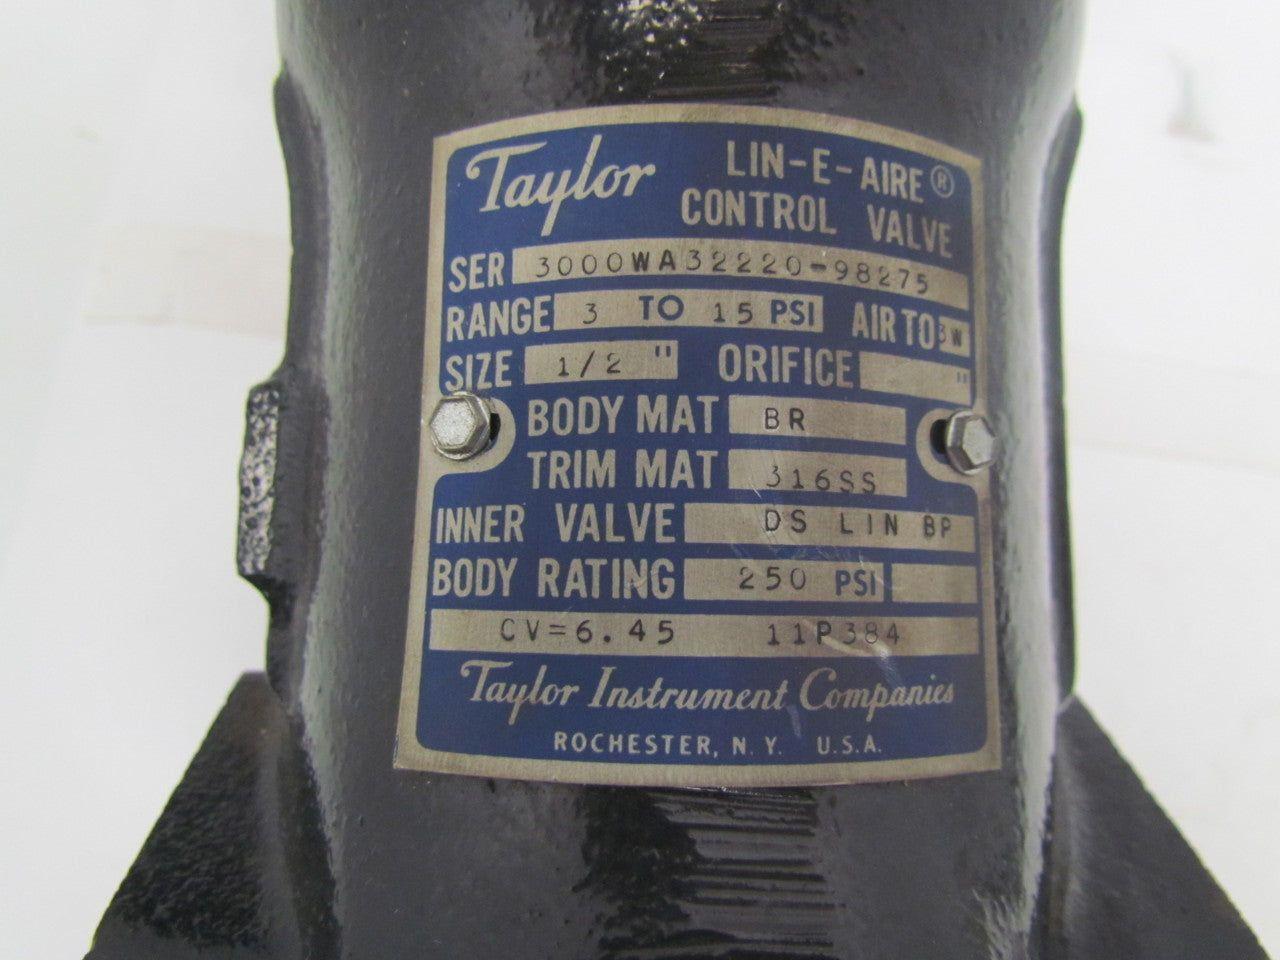 Taylor LIN-E-AIRE®
CONTROL VALVE
SER 3000WA32220-98275
RANGE 3 TO 15 PSI AIR TO 3W
SIZE 1/2 " ORIFICE "
BODY MAT BR
TRIM MAT 316SS
INNER VALVE DS LIN BP
BODY RATING 250 PSI
CV=6.45 11P384
Taylor Instrument Companies
ROCHESTER, N. Y. U.S.A.